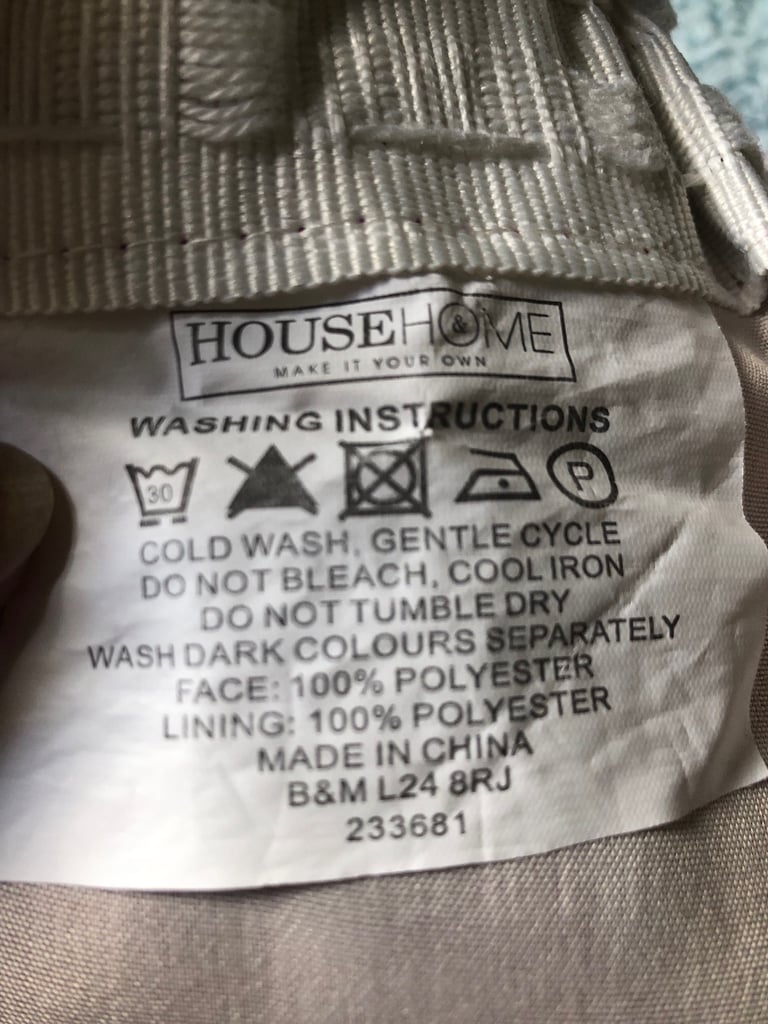 HOUSE&HOME
MAKE IT YOUR OWN
WASHING INSTRUCTIONS
30 P
COLD WASH, GENTLE CYCLE
DO NOT BLEACH, COOL IRON
DO NOT TUMBLE DRY
WASH DARK COLOURS SEPARATELY
FACE: 100% POLYESTER
LINING: 100% POLYESTER
MADE IN CHINA
B&M L24 8RJ
233681